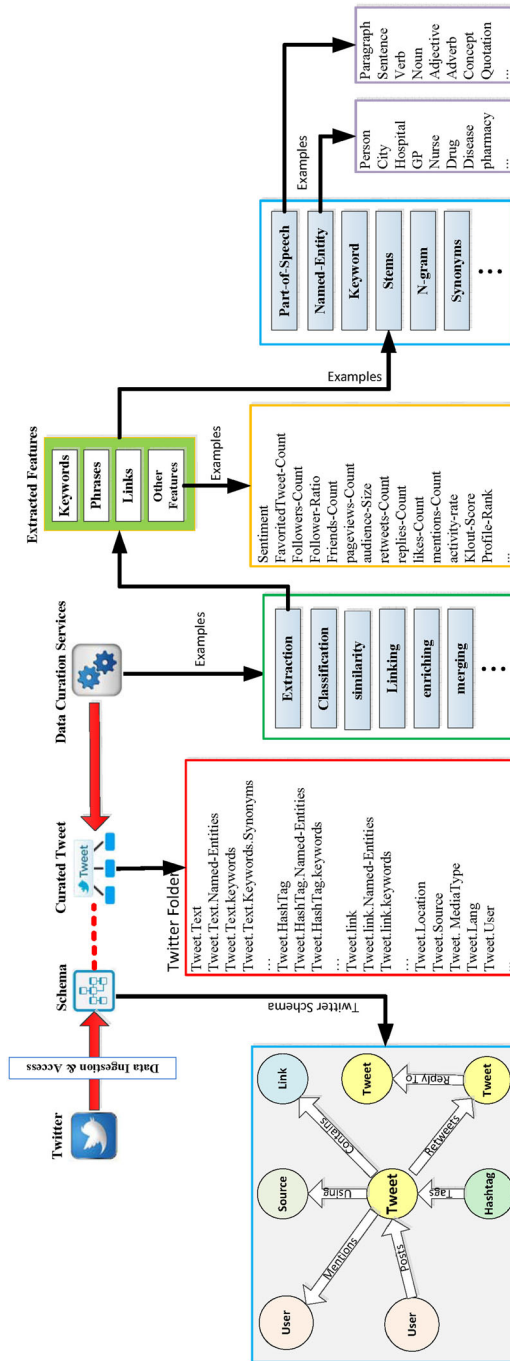 Twitter
Data Ingestion & Access
Schema
Curated Tweet
Tweet
Data Curation Services
Extracted Features
Keywords
Phrases
Links
Other
Features
Twitter Schema
User
Mentions
User
Posts
Source
Using
Tweet
Tags
Hashtag
Link
Contains
Retweets
Tweet
Reply To
Tweet
Twitter Folder
Tweet.Text
Tweet.Text.Named-Entities
Tweet.Text.keywords
Tweet.Text.Keywords.Synonyms
...
Tweet.HashTag
Tweet.HashTag.Named-Entities
Tweet.HashTag.keywords
...
Tweet.link
Tweet.link.Named-Entities
Tweet.link.keywords
...
Tweet.Location
Tweet.Source
Tweet. MediaType
Tweet.Lang
Tweet.User
...
Examples
Extraction
Classification
similarity
Linking
enriching
merging
...
Examples
Sentiment
FavoritedTweet-Count
Followers-Count
Follower-Ratio
Friends-Count
pageviews-Count
audience-Size
retweets-Count
replies-Count
likes-Count
mentions-Count
activity-rate
Klout-Score
Profile-Rank
...
Examples
Part-of-Speech
Named-Entity
Keyword
Stems
N-gram
Synonyms
...
Examples
Person
City
Hospital
GP
Nurse
Drug
Disease
pharmacy
...
Paragraph
Sentence
Verb
Noun
Adjective
Adverb
Concept
Quotation
...